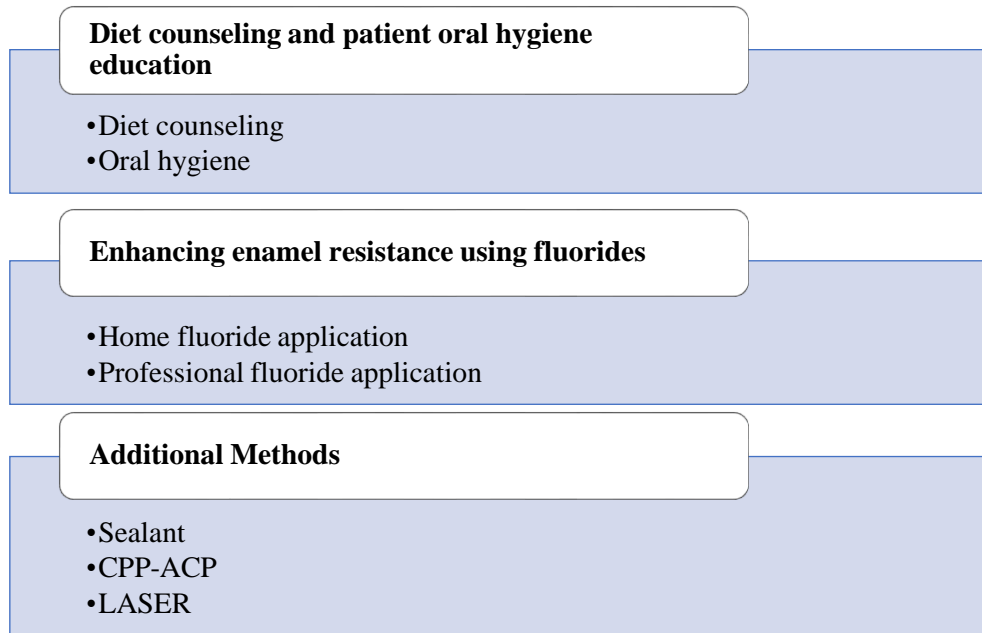 Diet counseling and patient oral hygiene
education
•Diet counseling
•Oral hygiene
Enhancing enamel resistance using fluorides
•Home fluoride application
•Professional fluoride application
Additional Methods
•Sealant
•CPP-ACP
•LASER